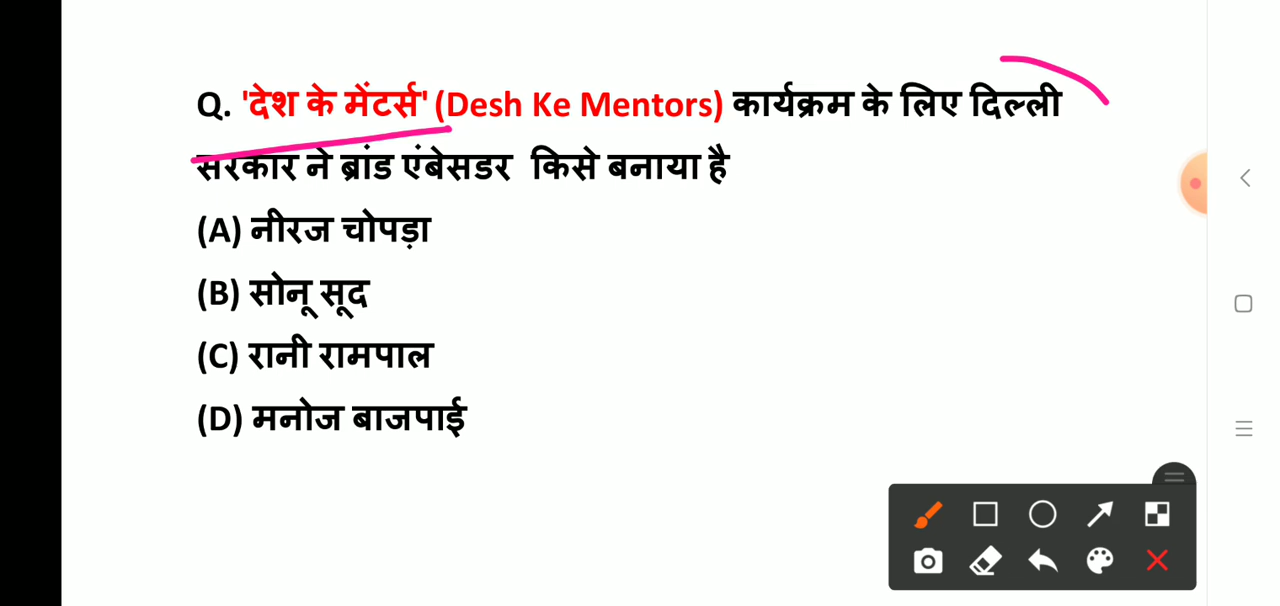 Q. 'देश के मेंटर्स' (Desh Ke Mentors) कार्यक्रम के लिए दिल्ली
सरकार ने ब्रांड एंबेसडर किसे बनाया है
(A) नीरज चोपड़ा
(B) सोनू सूद
(C) रानी रामपाल
(D) मनोज बाजपाई